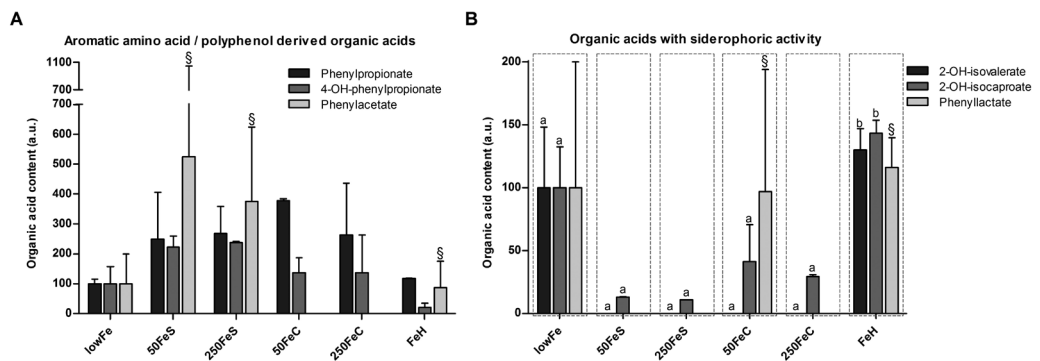 A
Aromatic amino acid / polyphenol derived organic acids
Organic acid content (a.u.)
1100
700
700
600
500
400
300
200
100
0
Phenylpropionate
4-OH-phenylpropionate
Phenylacetate
§
§
§
lowFe
50FeS
250FeS
50FeC
250FeC
FeH
B
Organic acids with siderophoric activity
Organic acid content (a.u.)
200
150
100
50
0
a
a
a
a
a
a
a
a
§
a
a
b
b
§
2-OH-isovalerate
2-OH-isocaproate
Phenyllactate
lowFe
50FeS
250FeS
50FeC
250FeC
FeH